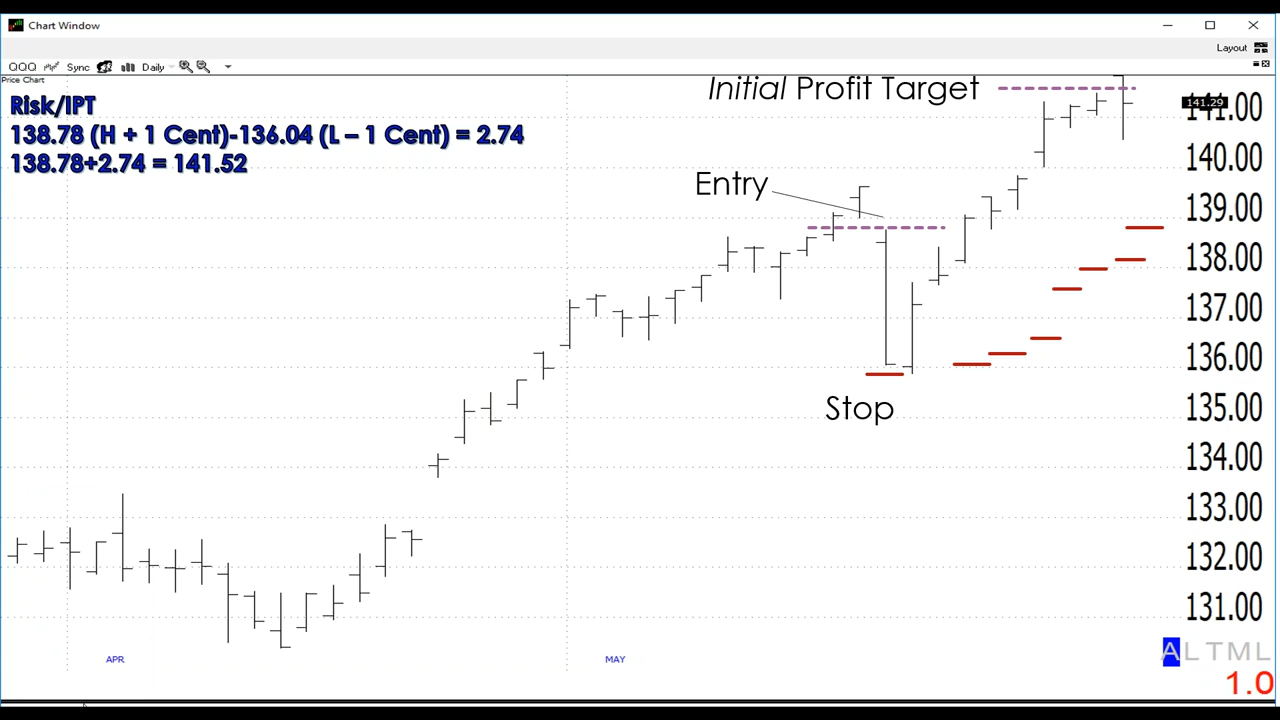 Chart Window
Layout
QQQ Sync Daily
Price Chart
Initial Profit Target
Risk/IPT
138.78 (H + 1 Cent)-136.04 (L – 1 Cent) = 2.74
138.78+2.74 = 141.52
Entry
Stop
141.29
141.00
140.00
139.00
138.00
137.00
136.00
135.00
134.00
133.00
132.00
131.00
APR
MAY
ALTML
1.0